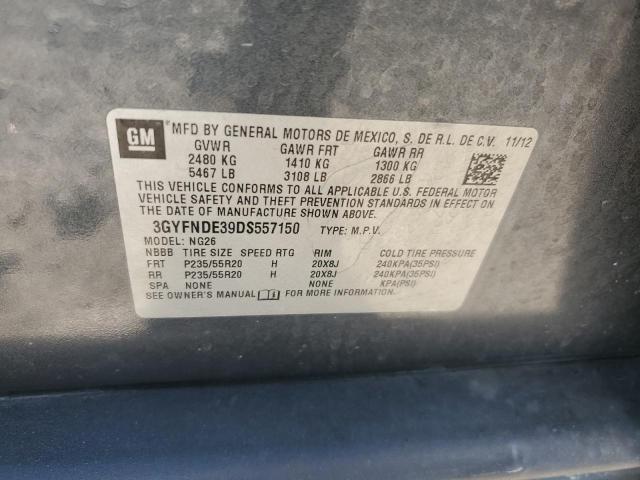 GM
MFD BY GENERAL MOTORS DE MEXICO, S. DE R.L. DE C.V. 11/12
GVWR GAWR FRT GAWR RR
2480 KG 1410 KG 1300 KG
5467 LB 3108 LB 2866 LB
THIS VEHICLE CONFORMS TO ALL APPLICABLE U.S. FEDERAL MOTOR
VEHICLE SAFETY AND THEFT PREVENTION STANDARDS IN EFFECT ON
THE DATE OF MANUFACTURE SHOWN ABOVE.
3GYFNDE39DS557150 TYPE: M.P.V.
MODEL: NG26
NBBB TIRE SIZE SPEED RTG RIM COLD TIRE PRESSURE
FRT P235/55R20 H 20X8J 240KPA(35PSI)
RR P235/55R20 H 20X8J 240KPA(35PSI)
SPA NONE NONE KPA(PSI)
SEE OWNER'S MANUAL FOR MORE INFORMATION.